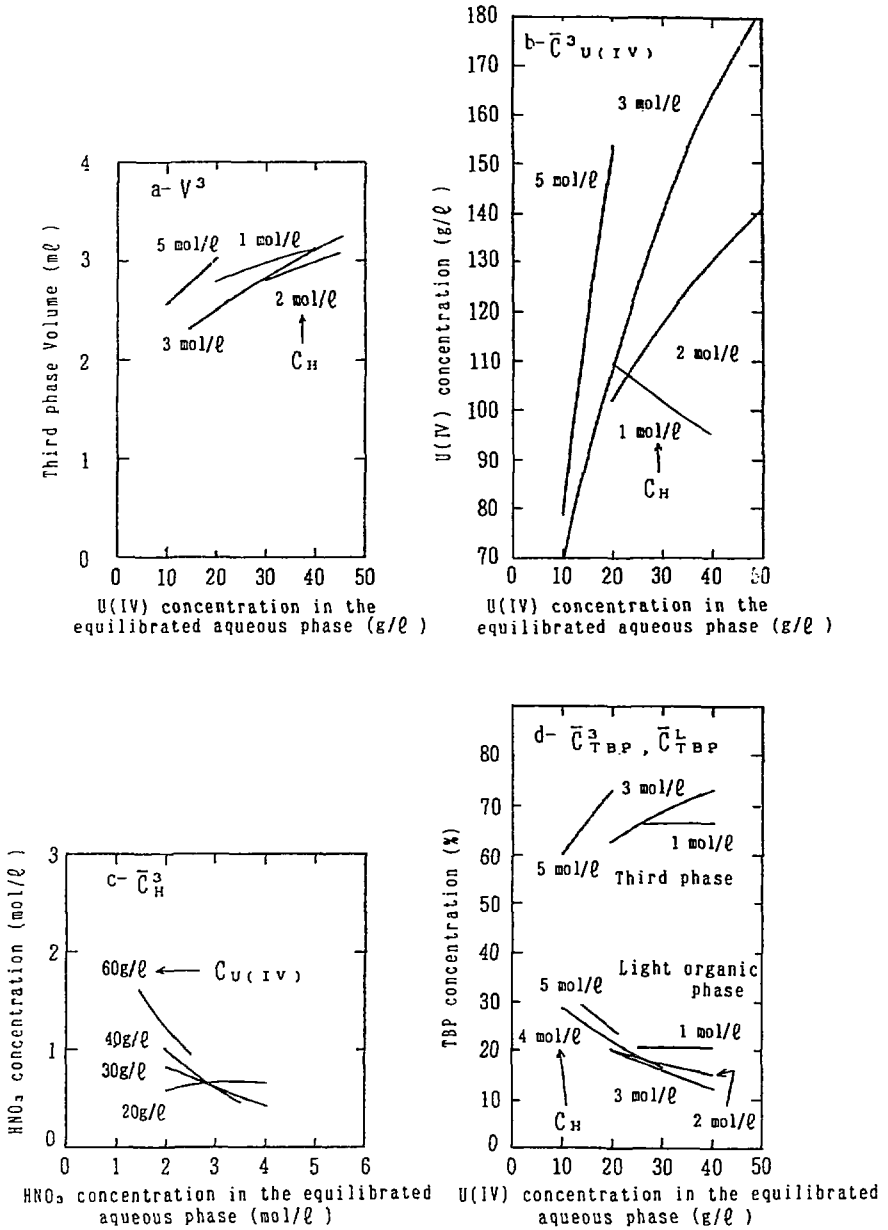 a- V³
Third phase Volume (mℓ)
4
3
2
1
0
5 mol/ℓ
1 mol/ℓ
3 mol/ℓ
2 mol/ℓ
C_H
0 10 20 30 40 50
U(IV) concentration in the
equilibrated aqueous phase (g/ℓ )
b- C̄³U(IV)
U(IV) concentration (g/ℓ)
180
170
160
150
140
130
120
110
100
90
80
70
3 mol/ℓ
5 mol/ℓ
2 mol/ℓ
1 mol/ℓ
C_H
0 10 20 30 40 50
U(IV) concentration in the
equilibrated aqueous phase (g/ℓ )
c- C̄³_H
HNO₃ concentration (mol/ℓ)
3
2
1
0
60g/ℓ
C U(IV)
40g/ℓ
30g/ℓ
20g/ℓ
0 1 2 3 4 5 6
HNO₃ concentration in the equilibrated
aqueous phase (mol/ℓ)
d- C̄³_TBP , C̄ᴸ_TBP
TBP concentration (%)
80
70
60
50
40
30
20
10
0
3 mol/ℓ
1 mol/ℓ
5 mol/ℓ
Third phase
Light organic
phase
5 mol/ℓ
1 mol/ℓ
4 mol/ℓ
3 mol/ℓ
2 mol/ℓ
C_H
0 10 20 30 40 50
U(IV) concentration in the equilibrated
aqueous phase (g/ℓ)